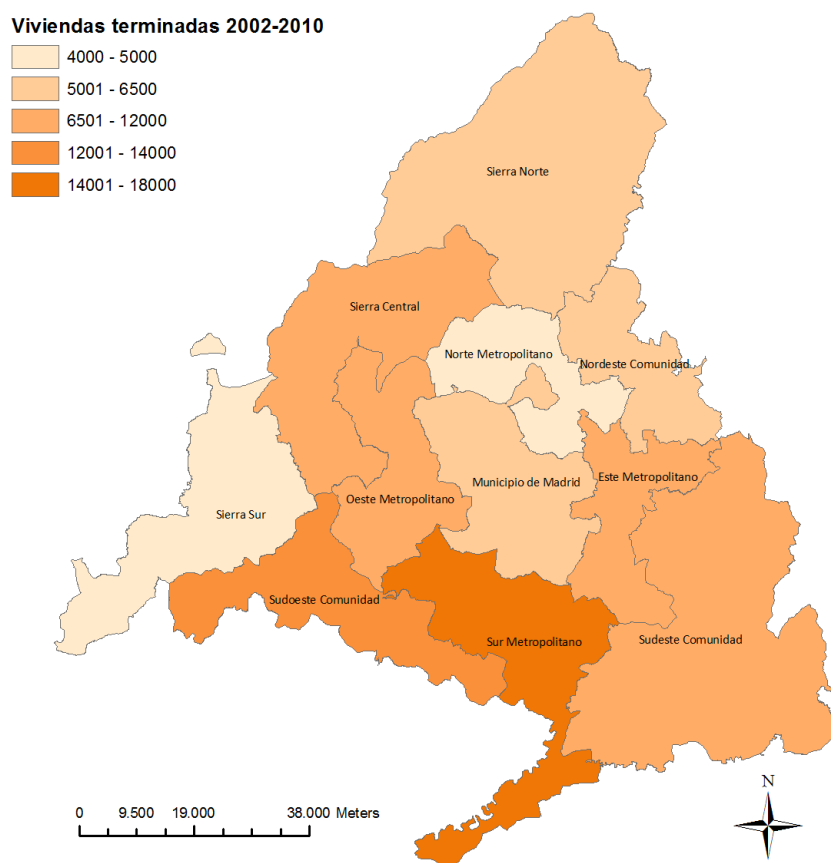 Viviendas terminadas 2002-2010
4000 - 5000
5001 - 6500
6501 - 12000
12001 - 14000
14001 - 18000
Sierra Norte
Sierra Central
Norte Metropolitano
Nordeste Comunidad
Municipio de Madrid
Este Metropolitano
Oeste Metropolitano
Sierra Sur
Sudoeste Comunidad
Sur Metropolitano
Sudeste Comunidad
0 9.500 19.000 38.000 Meters
N